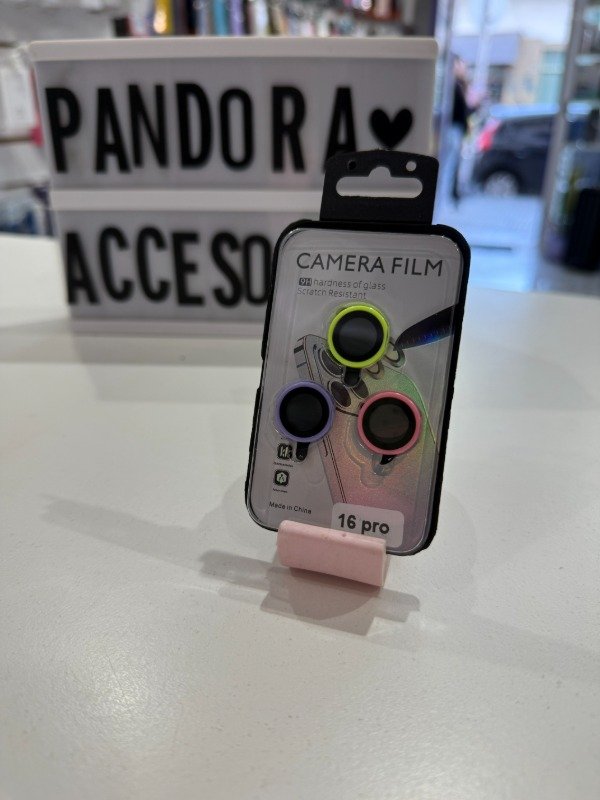 PANDORA♥
ACCESO
CAMERA FILM
9H hardness of glass
Scratch Resistant
Made in China
16 pro